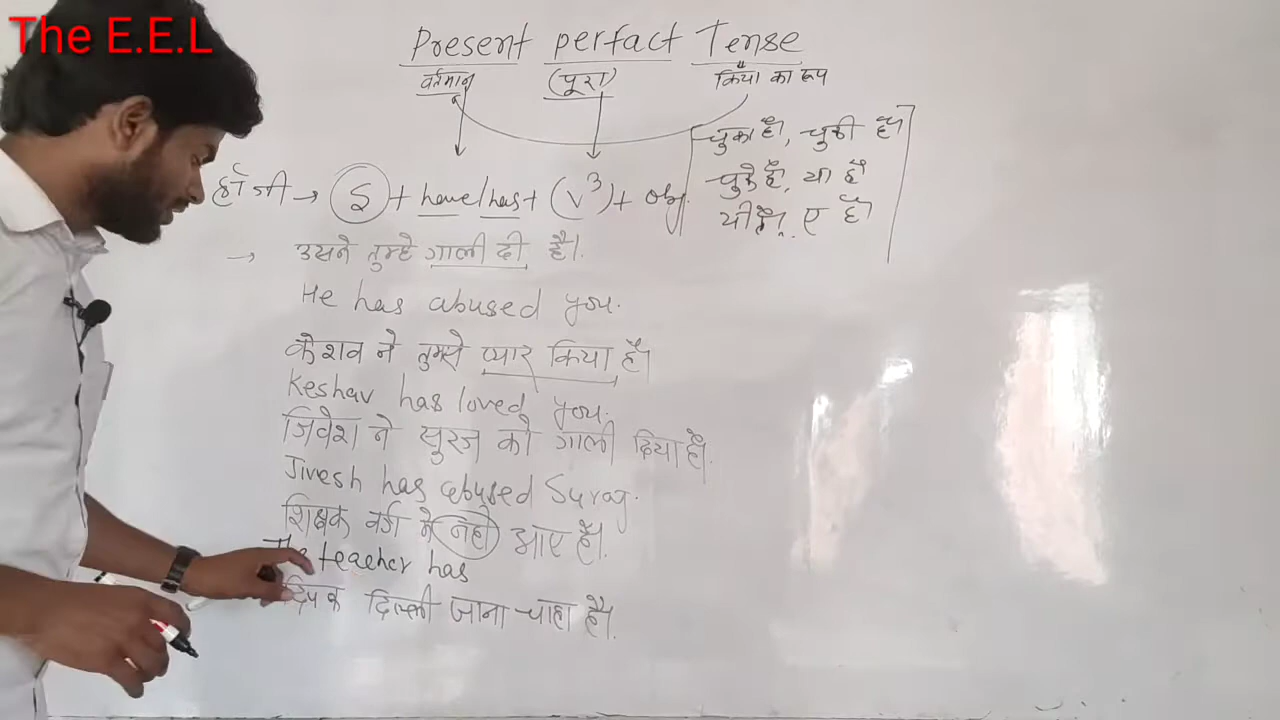 The E.E.L
Present perfact Tense
वर्तमान (पूरा) क्रिया का रूप
चुका है, चुकी है
चुके हैं, या है
यी है, ए है
हाँ जी → S + have/has + (V³) + obj.
→ उसने तुम्हे गाली दी है।
He has abused you.
केशव ने तुमसे प्यार किया है।
Keshav has loved you.
जिवेश ने सुरज को गाली दिया है।
Jivesh has abused Suraj.
शिक्षक वर्ग में नहीं आए हैं।
The teacher has
दिपक दिल्ली जाना चाहा है।